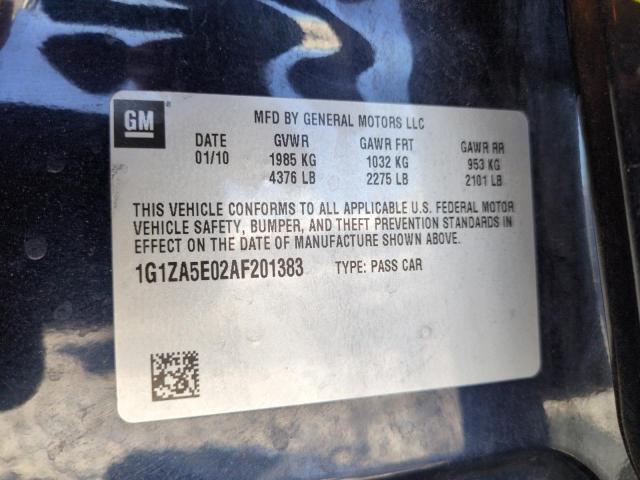 GM
MFD BY GENERAL MOTORS LLC
DATE GVWR GAWR FRT GAWR RR
01/10 1985 KG 1032 KG 953 KG
4376 LB 2275 LB 2101 LB
THIS VEHICLE CONFORMS TO ALL APPLICABLE U.S. FEDERAL MOTOR
VEHICLE SAFETY, BUMPER, AND THEFT PREVENTION STANDARDS IN
EFFECT ON THE DATE OF MANUFACTURE SHOWN ABOVE.
1G1ZA5E02AF201383 TYPE: PASS CAR